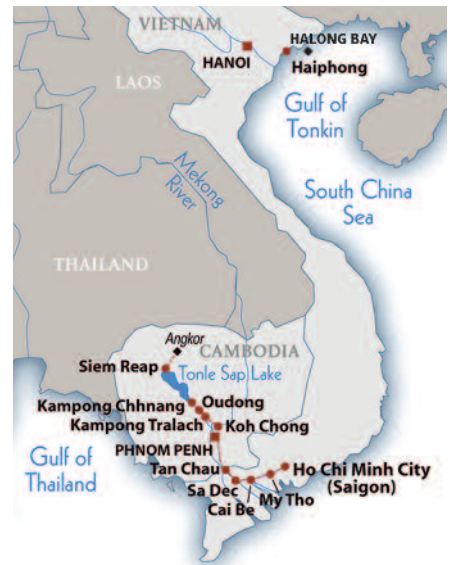 VIETNAM
HALONG BAY
HANOI
Haiphong
LAOS
Gulf of
Tonkin
Mekong
River
South China
Sea
THAILAND
Angkor
CAMBODIA
Siem Reap
Tonle Sap Lake
Kampong Chhnang
Oudong
Kampong Tralach
Koh Chong
PHNOM PENH
Gulf of
Thailand
Tan Chau
Ho Chi Minh City
(Saigon)
Sa Dec
My Tho
Cai Be